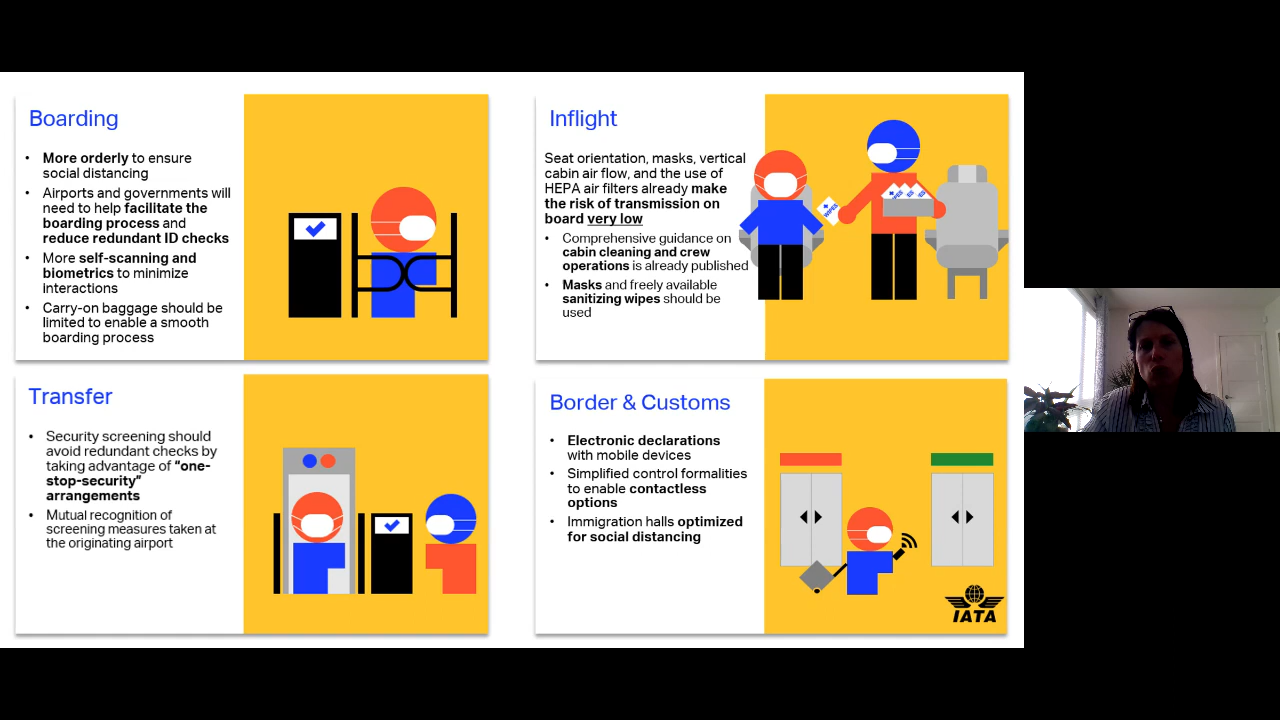 Boarding
• More orderly to ensure
social distancing
• Airports and governments will
need to help facilitate the
boarding process and
reduce redundant ID checks
• More self-scanning and
biometrics to minimize
interactions
• Carry-on baggage should be
limited to enable a smooth
boarding process
Inflight
Seat orientation, masks, vertical
cabin air flow, and the use of
HEPA air filters already make
the risk of transmission on
board very low
• Comprehensive guidance on
cabin cleaning and crew
operations is already published
• Masks and freely available
sanitizing wipes should be
used
WIPES
Transfer
• Security screening should
avoid redundant checks by
taking advantage of “one-
stop-security”
arrangements
• Mutual recognition of
screening measures taken at
the originating airport
Border & Customs
• Electronic declarations
with mobile devices
• Simplified control formalities
to enable contactless
options
• Immigration halls optimized
for social distancing
IATA